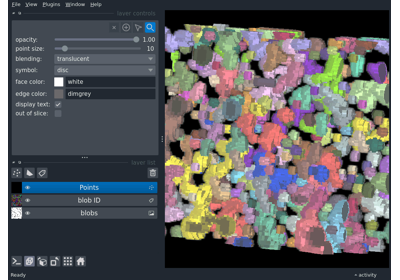 File View Plugins Window Help
layer controls
opacity: 1.00
point size: 10
blending: translucent
symbol: disc
face color: white
edge color: dimgrey
display text:
out of slice:
layer list
Points
blob ID
blobs
Ready
activity